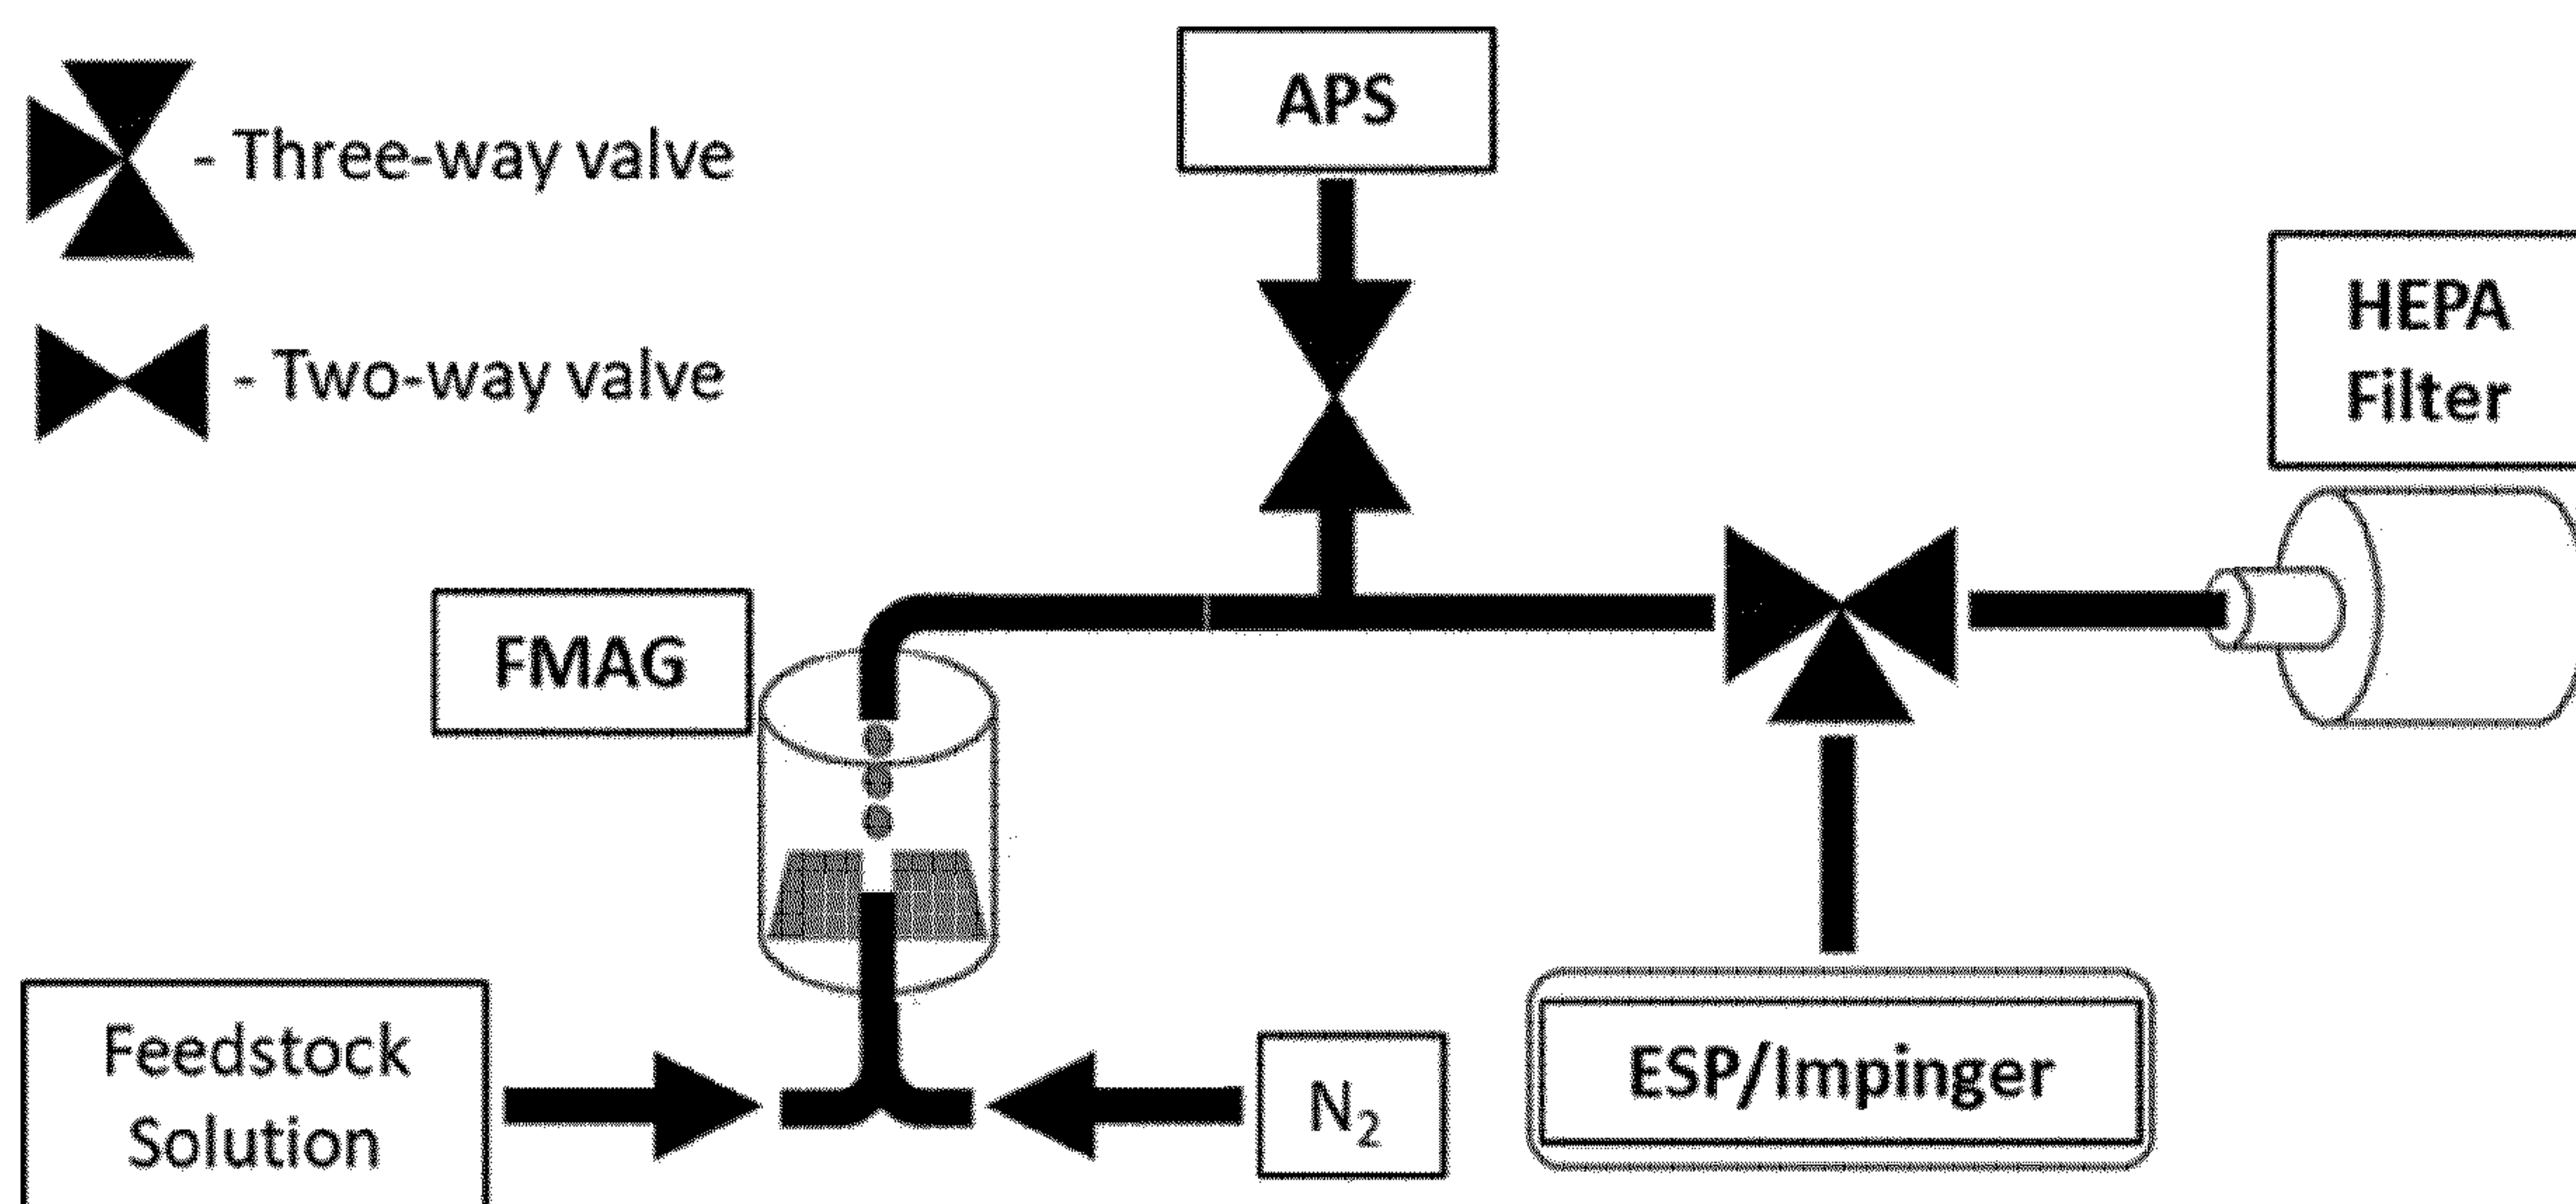 - Three-way valve
- Two-way valve
APS
HEPA
Filter
FMAG
Feedstock
Solution
N₂
ESP/Impinger